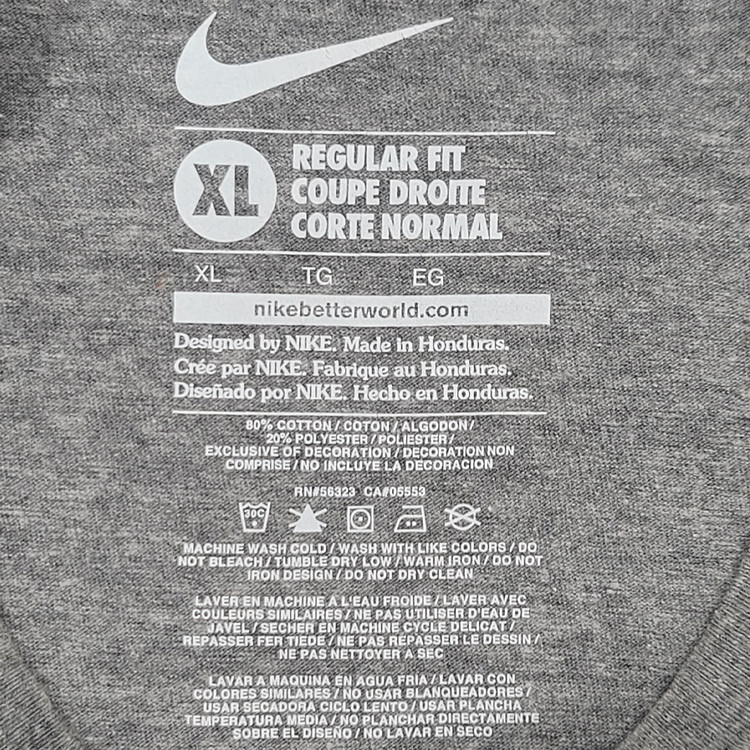 XL
REGULAR FIT
COUPE DROITE
CORTE NORMAL
XL TG EG
nikebetterworld.com
Designed by NIKE. Made in Honduras.
Crée par NIKE. Fabrique au Honduras.
Diseñado por NIKE. Hecho en Honduras.
80% COTTON / COTON / ALGODON /
20% POLYESTER / POLIESTER /
EXCLUSIVE OF DECORATION / DECORATION NON
COMPRISE / NO INCLUYE LA DECORACION
RN#56323 CA#05553
30C
MACHINE WASH COLD / WASH WITH LIKE COLORS / DO
NOT BLEACH / TUMBLE DRY LOW / WARM IRON / DO NOT
IRON DESIGN / DO NOT DRY CLEAN
LAVER EN MACHINE A L'EAU FROIDE / LAVER AVEC
COULEURS SIMILAIRES / NE PAS UTILISER D'EAU DE
JAVEL / SECHER EN MACHINE CYCLE DELICAT /
REPASSER FER TIEDE / NE PAS REPASSER LE DESSIN /
NE PAS NETTOYER A SEC
LAVAR A MAQUINA EN AGUA FRIA / LAVAR CON
COLORES SIMILARES / NO USAR BLANQUEADORES /
USAR SECADORA CICLO LENTO / USAR PLANCHA
TEMPERATURA MEDIA / NO PLANCHAR DIRECTAMENTE
SOBRE EL DISEÑO / NO LAVAR EN SECO